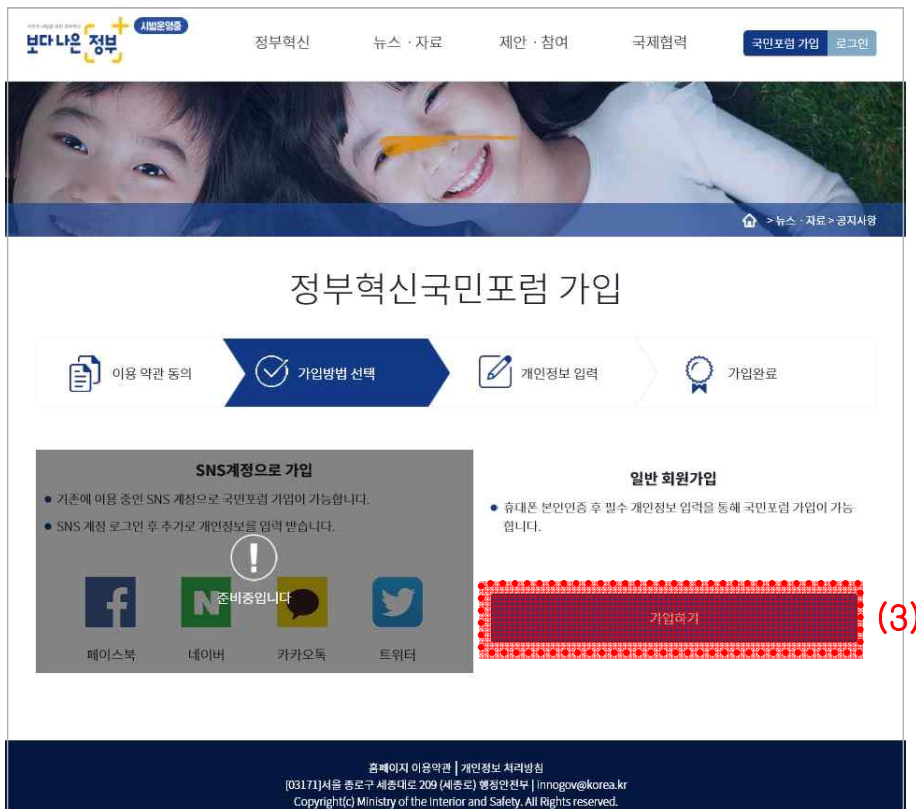 보다나은 정부
시범운영중
정부혁신
뉴스 · 자료
제안 · 참여
국제협력
국민포럼 가입
로그인
> 뉴스 · 자료 > 공지사항
정부혁신국민포럼 가입
이용 약관 동의
가입방법 선택
개인정보 입력
가입완료
SNS계정으로 가입
기존에 이용 중인 SNS 계정으로 국민포럼 가입이 가능합니다.
SNS 계정 로그인 후 추가로 개인정보를 입력 받습니다.
준비중입니다
페이스북
네이버
카카오톡
트위터
일반 회원가입
휴대폰 본인인증 후 필수 개인정보 입력을 통해 국민포럼 가입이 가능
합니다.
가입하기
(3)
홈페이지 이용약관 | 개인정보 처리방침
[03171]서울 종로구 세종대로 209 (세종로) 행정안전부 | innogov@korea.kr
Copyright(c) Ministry of the Interior and Safety. All Rights reserved.